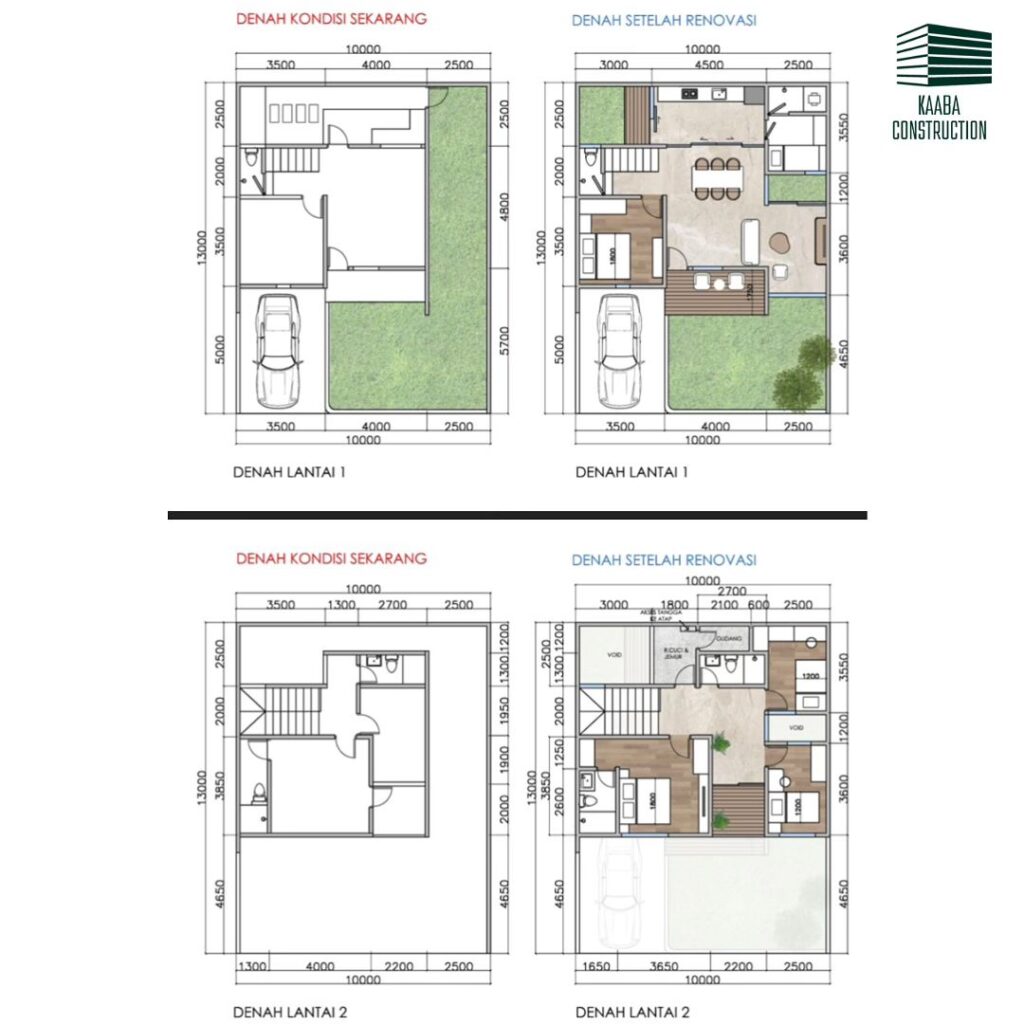 DENAH KONDISI SEKARANG
10000
3500 4000 2500
2500
2000
3500
5000
13000
2500
4800
5700
3500 4000 2500
10000
DENAH LANTAI 1
DENAH SETELAH RENOVASI
10000
3000 4500 2500
2500
2000
3500
5000
13000
3550
1200
3600
4650
1800
1750
3500 4000 2500
10000
DENAH LANTAI 1
KAABA
CONSTRUCTION
DENAH KONDISI SEKARANG
10000
3500 1300 2700 2500
2500
2000
3850
4650
13000
1200
1300
1950
1900
2000
4650
1300 4000 2200 2500
10000
DENAH LANTAI 2
DENAH SETELAH RENOVASI
10000
2700
3000 1800 2100 600 2500
AKSES TANGGA
KE ATAP
GUDANG
VOID
R.CUCI &
JEMUR
1200
VOID
1800
1200
2500
1200
1300
2000
1250
2600
3850
13000
4650
3550
1200
3600
4650
1650 3650 2200 2500
10000
DENAH LANTAI 2